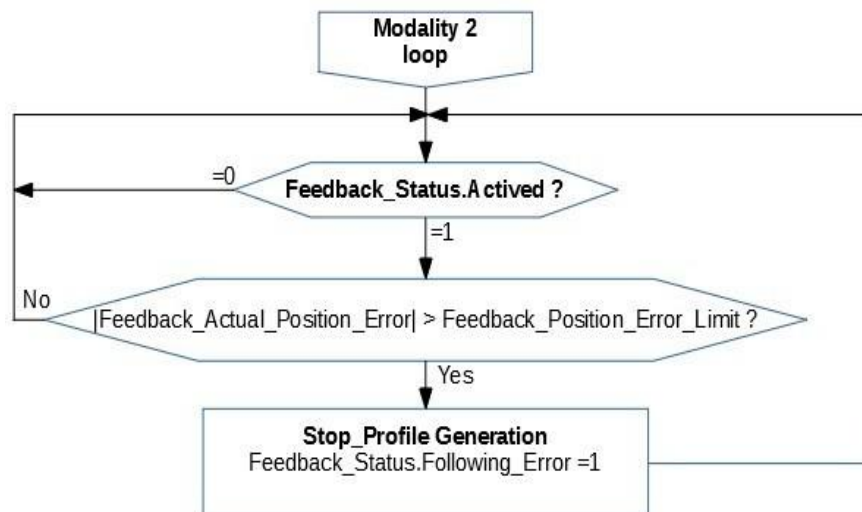 Modality 2
loop
=0
Feedback_Status.Actived ?
=1
No
|Feedback_Actual_Position_Error| > Feedback_Position_Error_Limit ?
Yes
Stop_Profile Generation
Feedback_Status.Following_Error =1